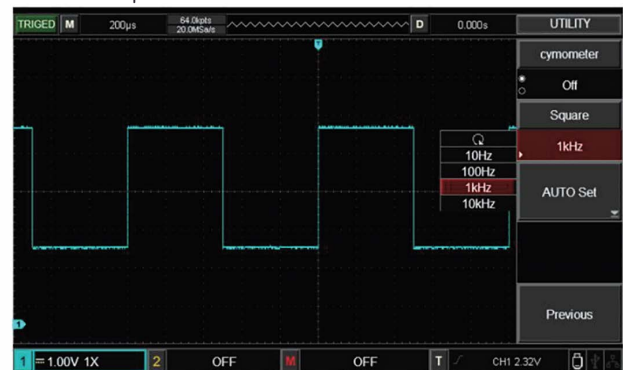 TRIGED M 200µs 64.0kpts D 0.000s UTILITY
20.0MSa/s
T
cymometer
Off
Square
10Hz
1kHz
100Hz
1kHz
AUTO Set
10kHz
Previous
1
1 1.00V 1X 2 OFF M OFF T CH1 2.32V